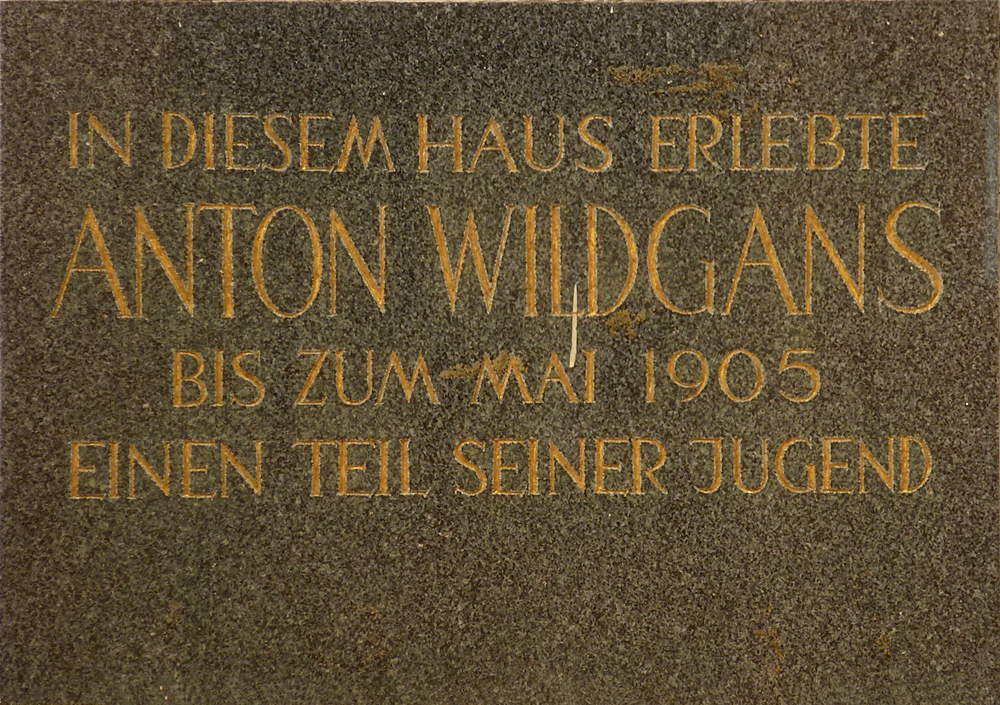 IN DIESEM HAUS ERLEBTE
ANTON WILDGANS
BIS ZUM MAI 1905
EINEN TEIL SEINER JUGEND